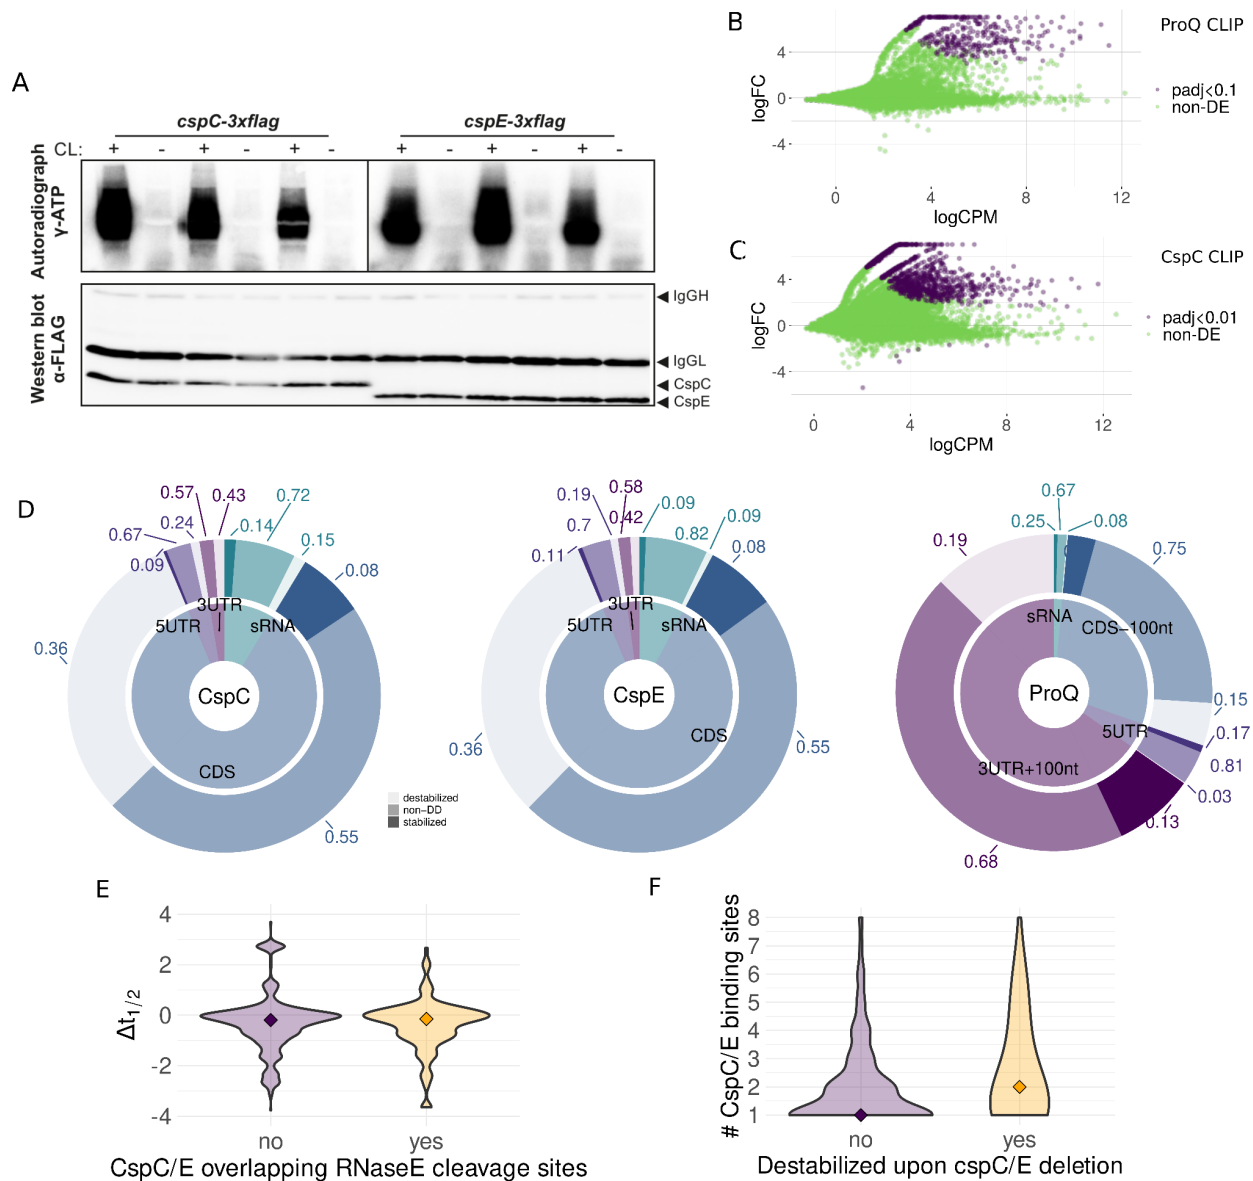 A
cspC-3xflag
cspE-3xflag
CL: + - + - + - + - + - + -
Autoradiograph
γ-ATP
Western blot
α-FLAG
IgGH
IgGL
CspC
CspE
B
ProQ CLIP
logFC
4
0
-4
0 4 8 12
logCPM
padj<0.1
non-DE
C
CspC CLIP
logFC
4
0
-4
0 4 8 12
logCPM
padj<0.01
non-DE
D
0.57 0.43 0.72
0.24 0.14
0.67 0.15
0.09 0.08
3UTR
5UTR sRNA
0.36
CspC
CDS
0.55
destabilized
non-DD
stabilized
0.58
0.19 0.09
0.42 0.09
0.7 0.82
0.11 0.08
3UTR
5UTR sRNA
CspE
0.36 CDS 0.55
0.67
0.25 0.08
0.19 0.75
sRNA
CDS-100nt
ProQ
0.15
5UTR 0.17
3UTR+100nt 0.81
0.03
0.13
0.68
E
Δt1/2
4
2
0
-2
-4
no yes
CspC/E overlapping RNaseE cleavage sites
F
# CspC/E binding sites
8
7
6
5
4
3
2
1
no yes
Destabilized upon cspC/E deletion